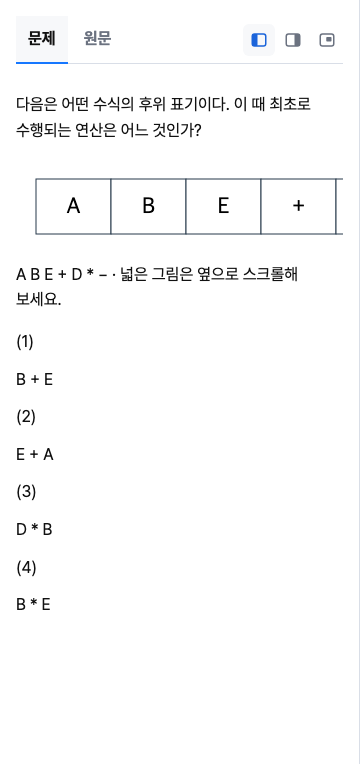 문제 원문
다음은 어떤 수식의 후위 표기이다. 이 때 최초로
수행되는 연산은 어느 것인가?
A B E +
A B E + D * − · 넓은 그림은 옆으로 스크롤해
보세요.
(1)
B + E
(2)
E + A
(3)
D * B
(4)
B * E